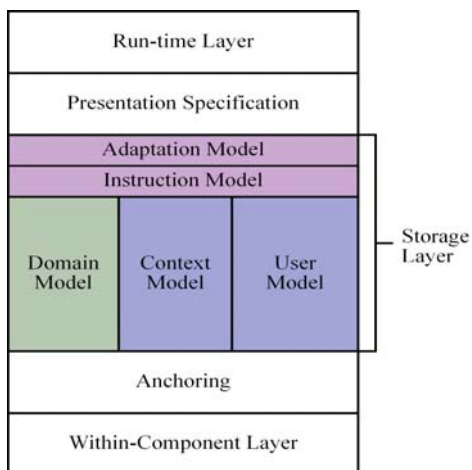 Run-time Layer
Presentation Specification
Adaptation Model
Instruction Model
Domain
Model
Context
Model
User
Model
Storage
Layer
Anchoring
Within-Component Layer